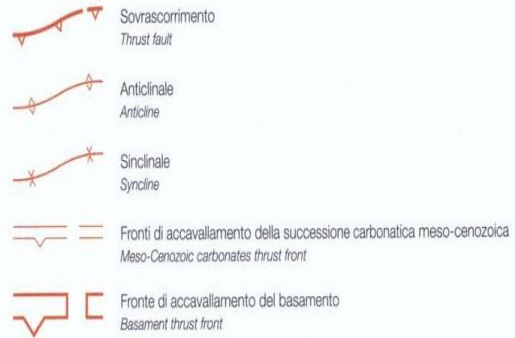 Sovrascorrimento
Thrust fault
Anticlinale
Anticline
Sinclinale
Syncline
Fronti di accavallamento della successione carbonatica meso-cenozoica
Meso-Cenozoic carbonates thrust front
Fronte di accavallamento del basamento
Basament thrust front